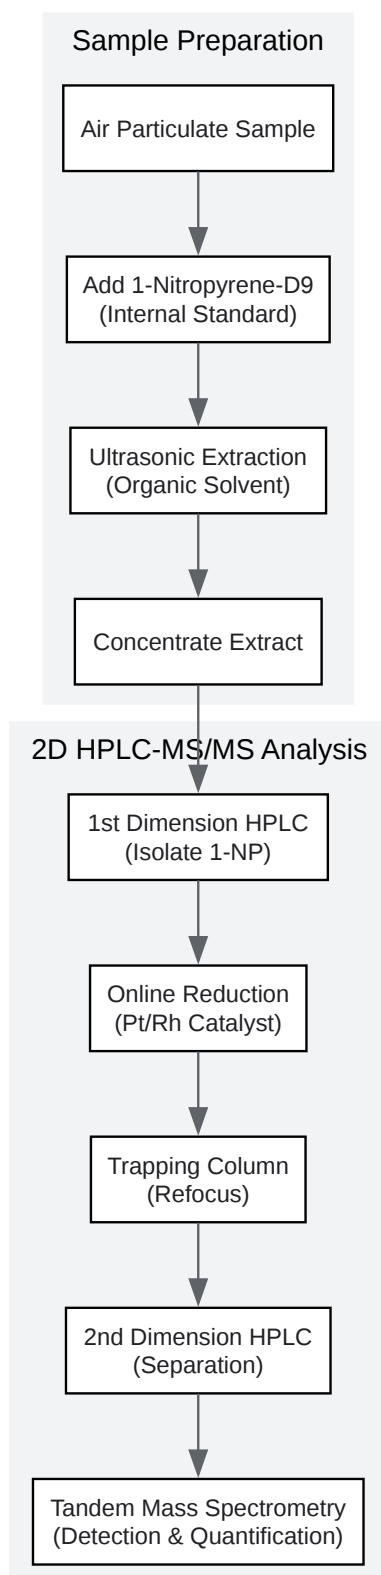 Sample Preparation
Air Particulate Sample
Add 1-Nitropyrene-D9
(Internal Standard)
Ultrasonic Extraction
(Organic Solvent)
Concentrate Extract
2D HPLC-MS/MS Analysis
1st Dimension HPLC
(Isolate 1-NP)
Online Reduction
(Pt/Rh Catalyst)
Trapping Column
(Refocus)
2nd Dimension HPLC
(Separation)
Tandem Mass Spectrometry
(Detection & Quantification)